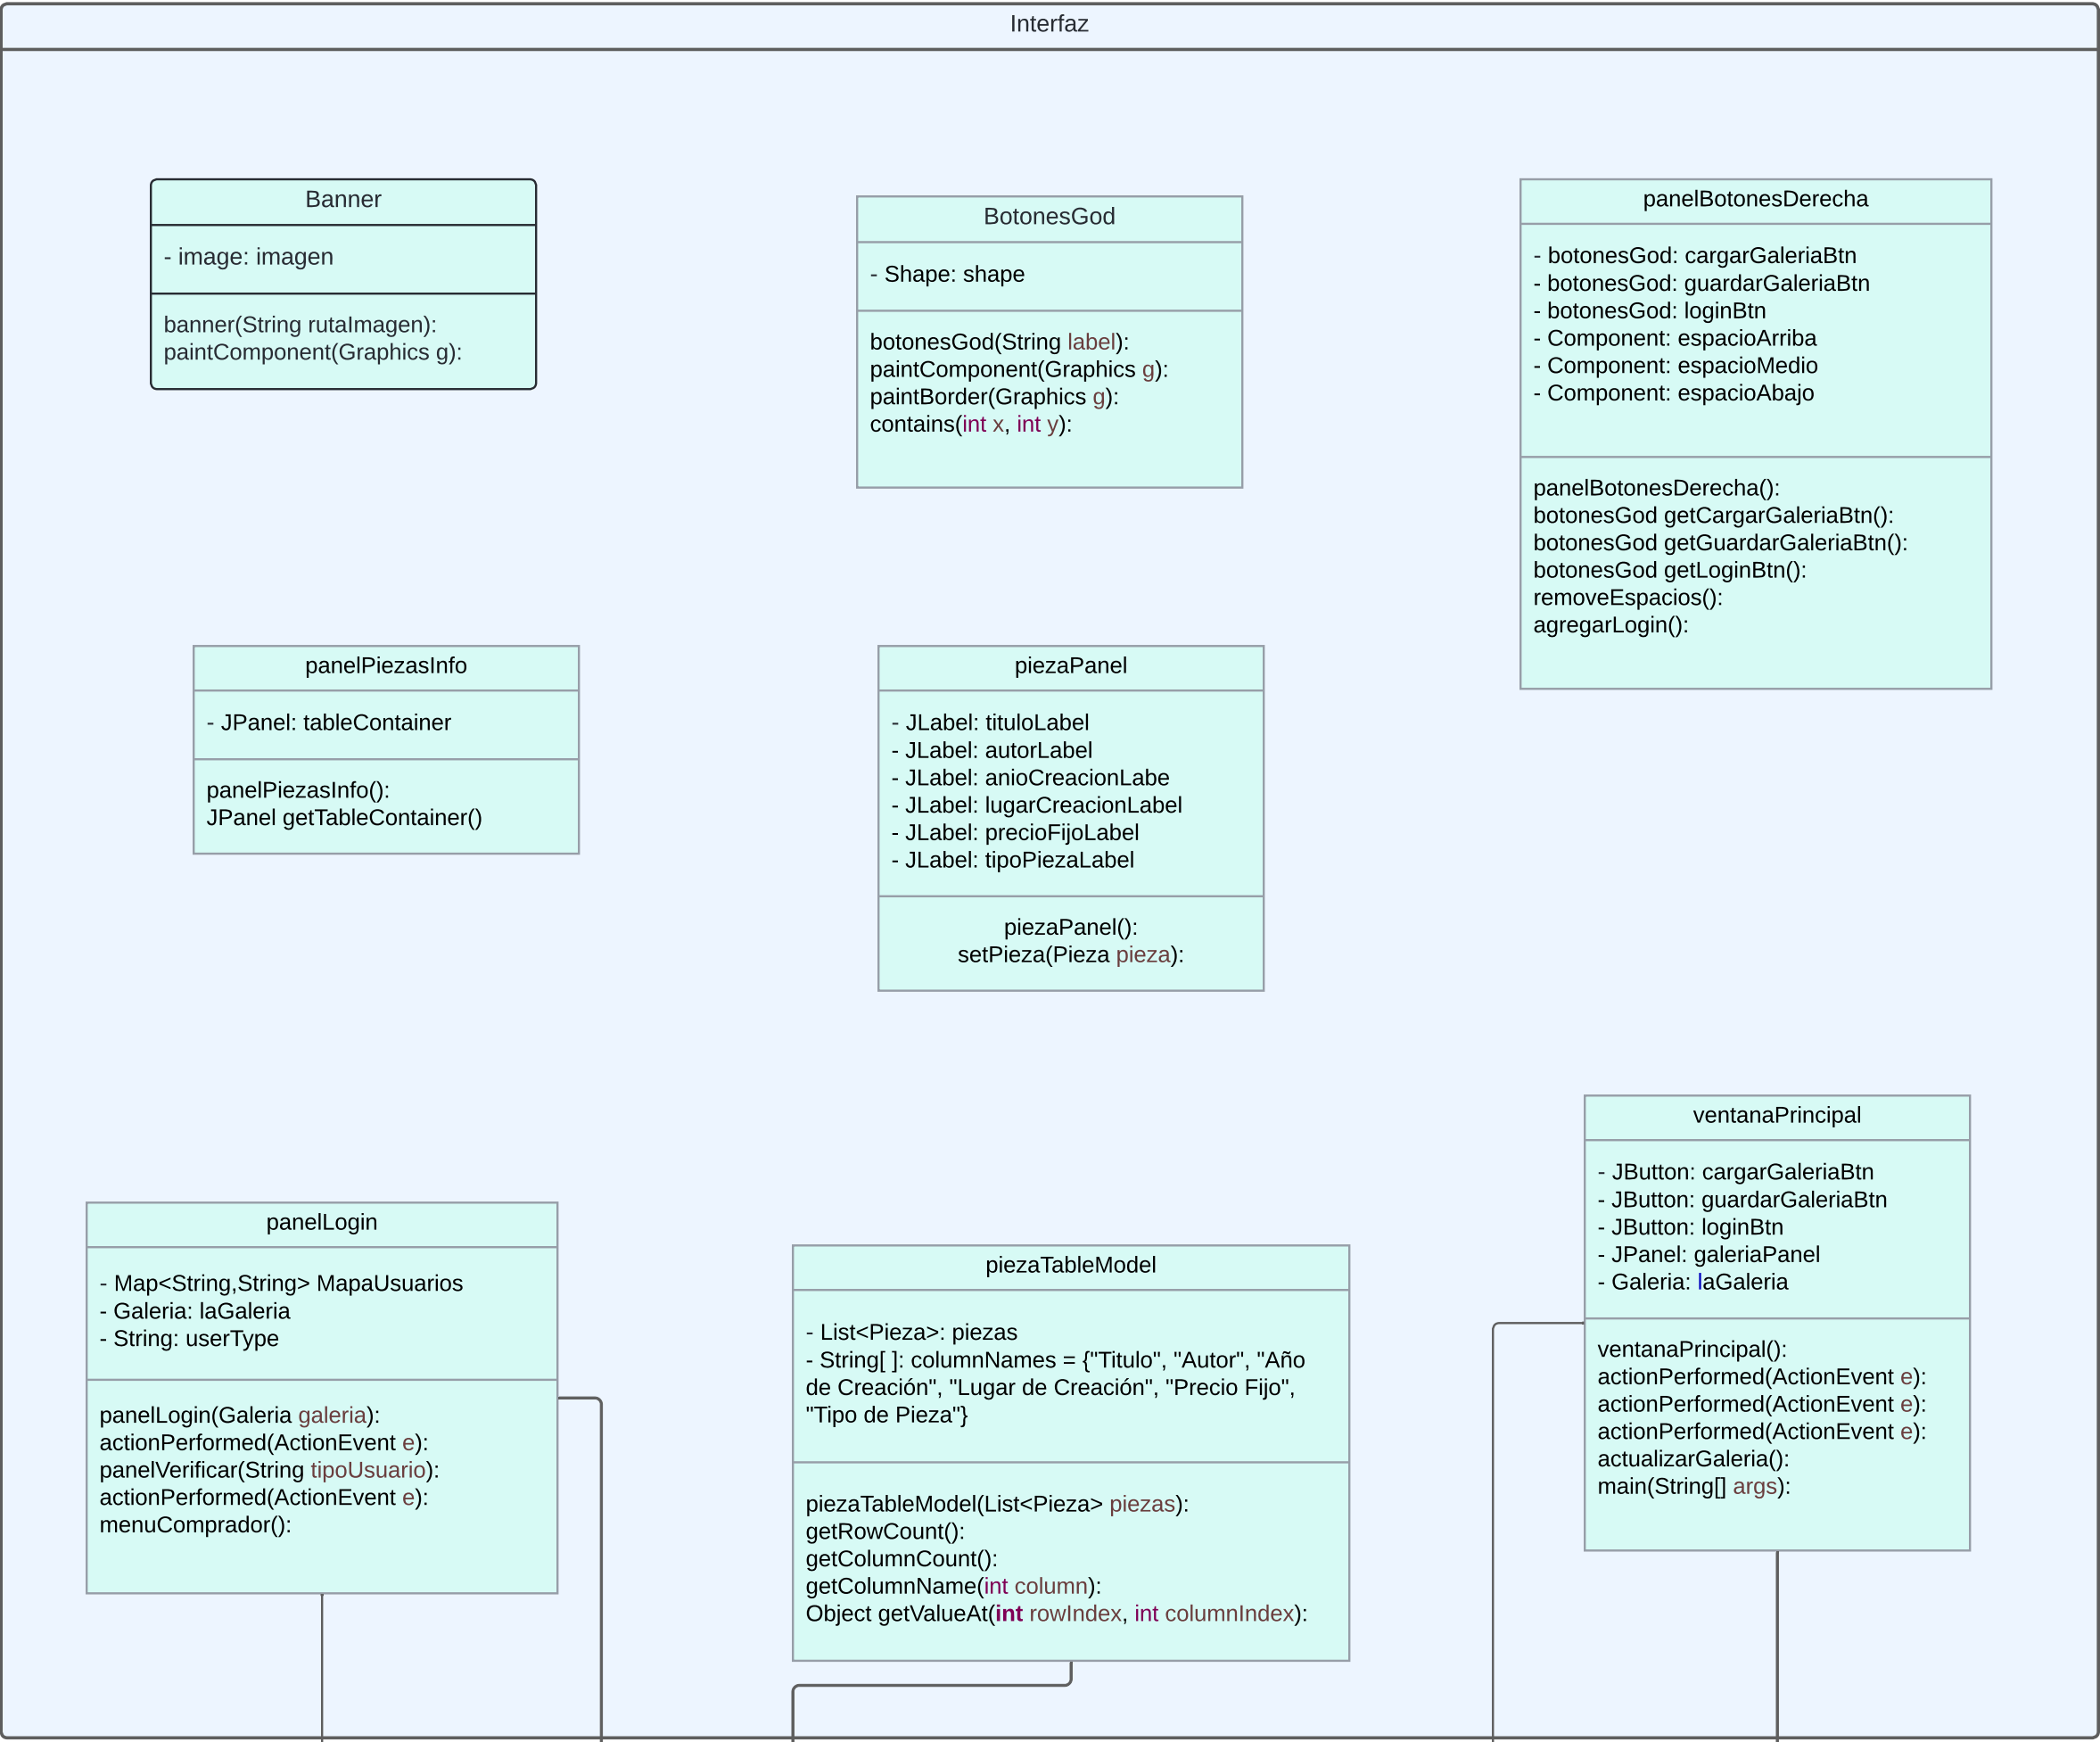 Interfaz
Banner
- image: imagen
banner(String rutaImagen):
paintComponent(Graphics g):
BotonesGod
- Shape: shape
botonesGod(String label):
paintComponent(Graphics g):
paintBorder(Graphics g):
contains(int x, int y):
panelBotonesDerecha
- botonesGod: cargarGaleriaBtn
- botonesGod: guardarGaleriaBtn
- botonesGod: loginBtn
- Component: espacioArriba
- Component: espacioMedio
- Component: espacioAbajo
panelBotonesDerecha():
botonesGod getCargarGaleriaBtn():
botonesGod getGuardarGaleriaBtn():
botonesGod getLoginBtn():
removeEspacios():
agregarLogin():
panelPiezasInfo
- JPanel: tableContainer
panelPiezasInfo():
JPanel getTableContainer()
piezaPanel
- JLabel: tituloLabel
- JLabel: autorLabel
- JLabel: anioCreacionLabe
- JLabel: lugarCreacionLabel
- JLabel: precioFijoLabel
- JLabel: tipoPiezaLabel
piezaPanel():
setPieza(Pieza pieza):
panelLogin
- Map<String,String> MapaUsuarios
- Galeria: laGaleria
- String: userType
panelLogin(Galeria galeria):
actionPerformed(ActionEvent e):
panelVerificar(String tipoUsuario):
actionPerformed(ActionEvent e):
menuComprador():
piezaTableModel
- List<Pieza>: piezas
- String[ ]: columnNames = {"Titulo", "Autor", "Año
de Creación", "Lugar de Creación", "Precio Fijo",
"Tipo de Pieza"}
piezaTableModel(List<Pieza> piezas):
getRowCount():
getColumnCount():
getColumnName(int column):
Object getValueAt(int rowIndex, int columnIndex):
ventanaPrincipal
- JButton: cargarGaleriaBtn
- JButton: guardarGaleriaBtn
- JButton: loginBtn
- JPanel: galeriaPanel
- Galeria: laGaleria
ventanaPrincipal():
actionPerformed(ActionEvent e):
actionPerformed(ActionEvent e):
actionPerformed(ActionEvent e):
actualizarGaleria():
main(String[] args):